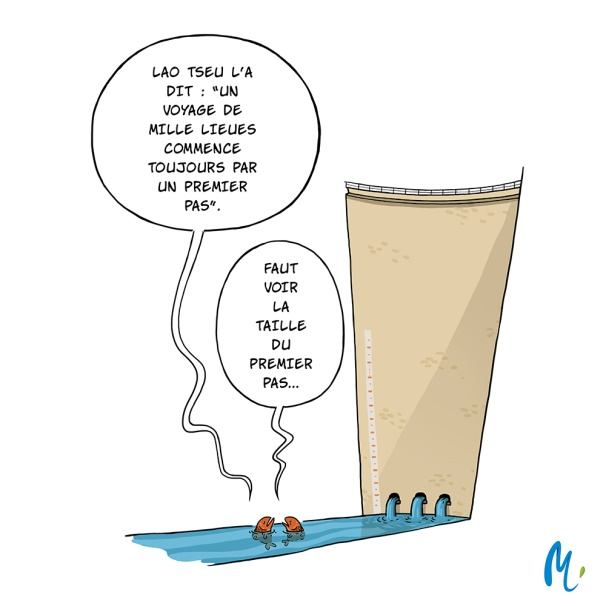 LAO TSEU L'A
DIT : "UN
VOYAGE DE
MILLE LIEUES
COMMENCE
TOUJOURS PAR
UN PREMIER
PAS".
FAUT
VOIR
LA
TAILLE
DU
PREMIER
PAS...
M